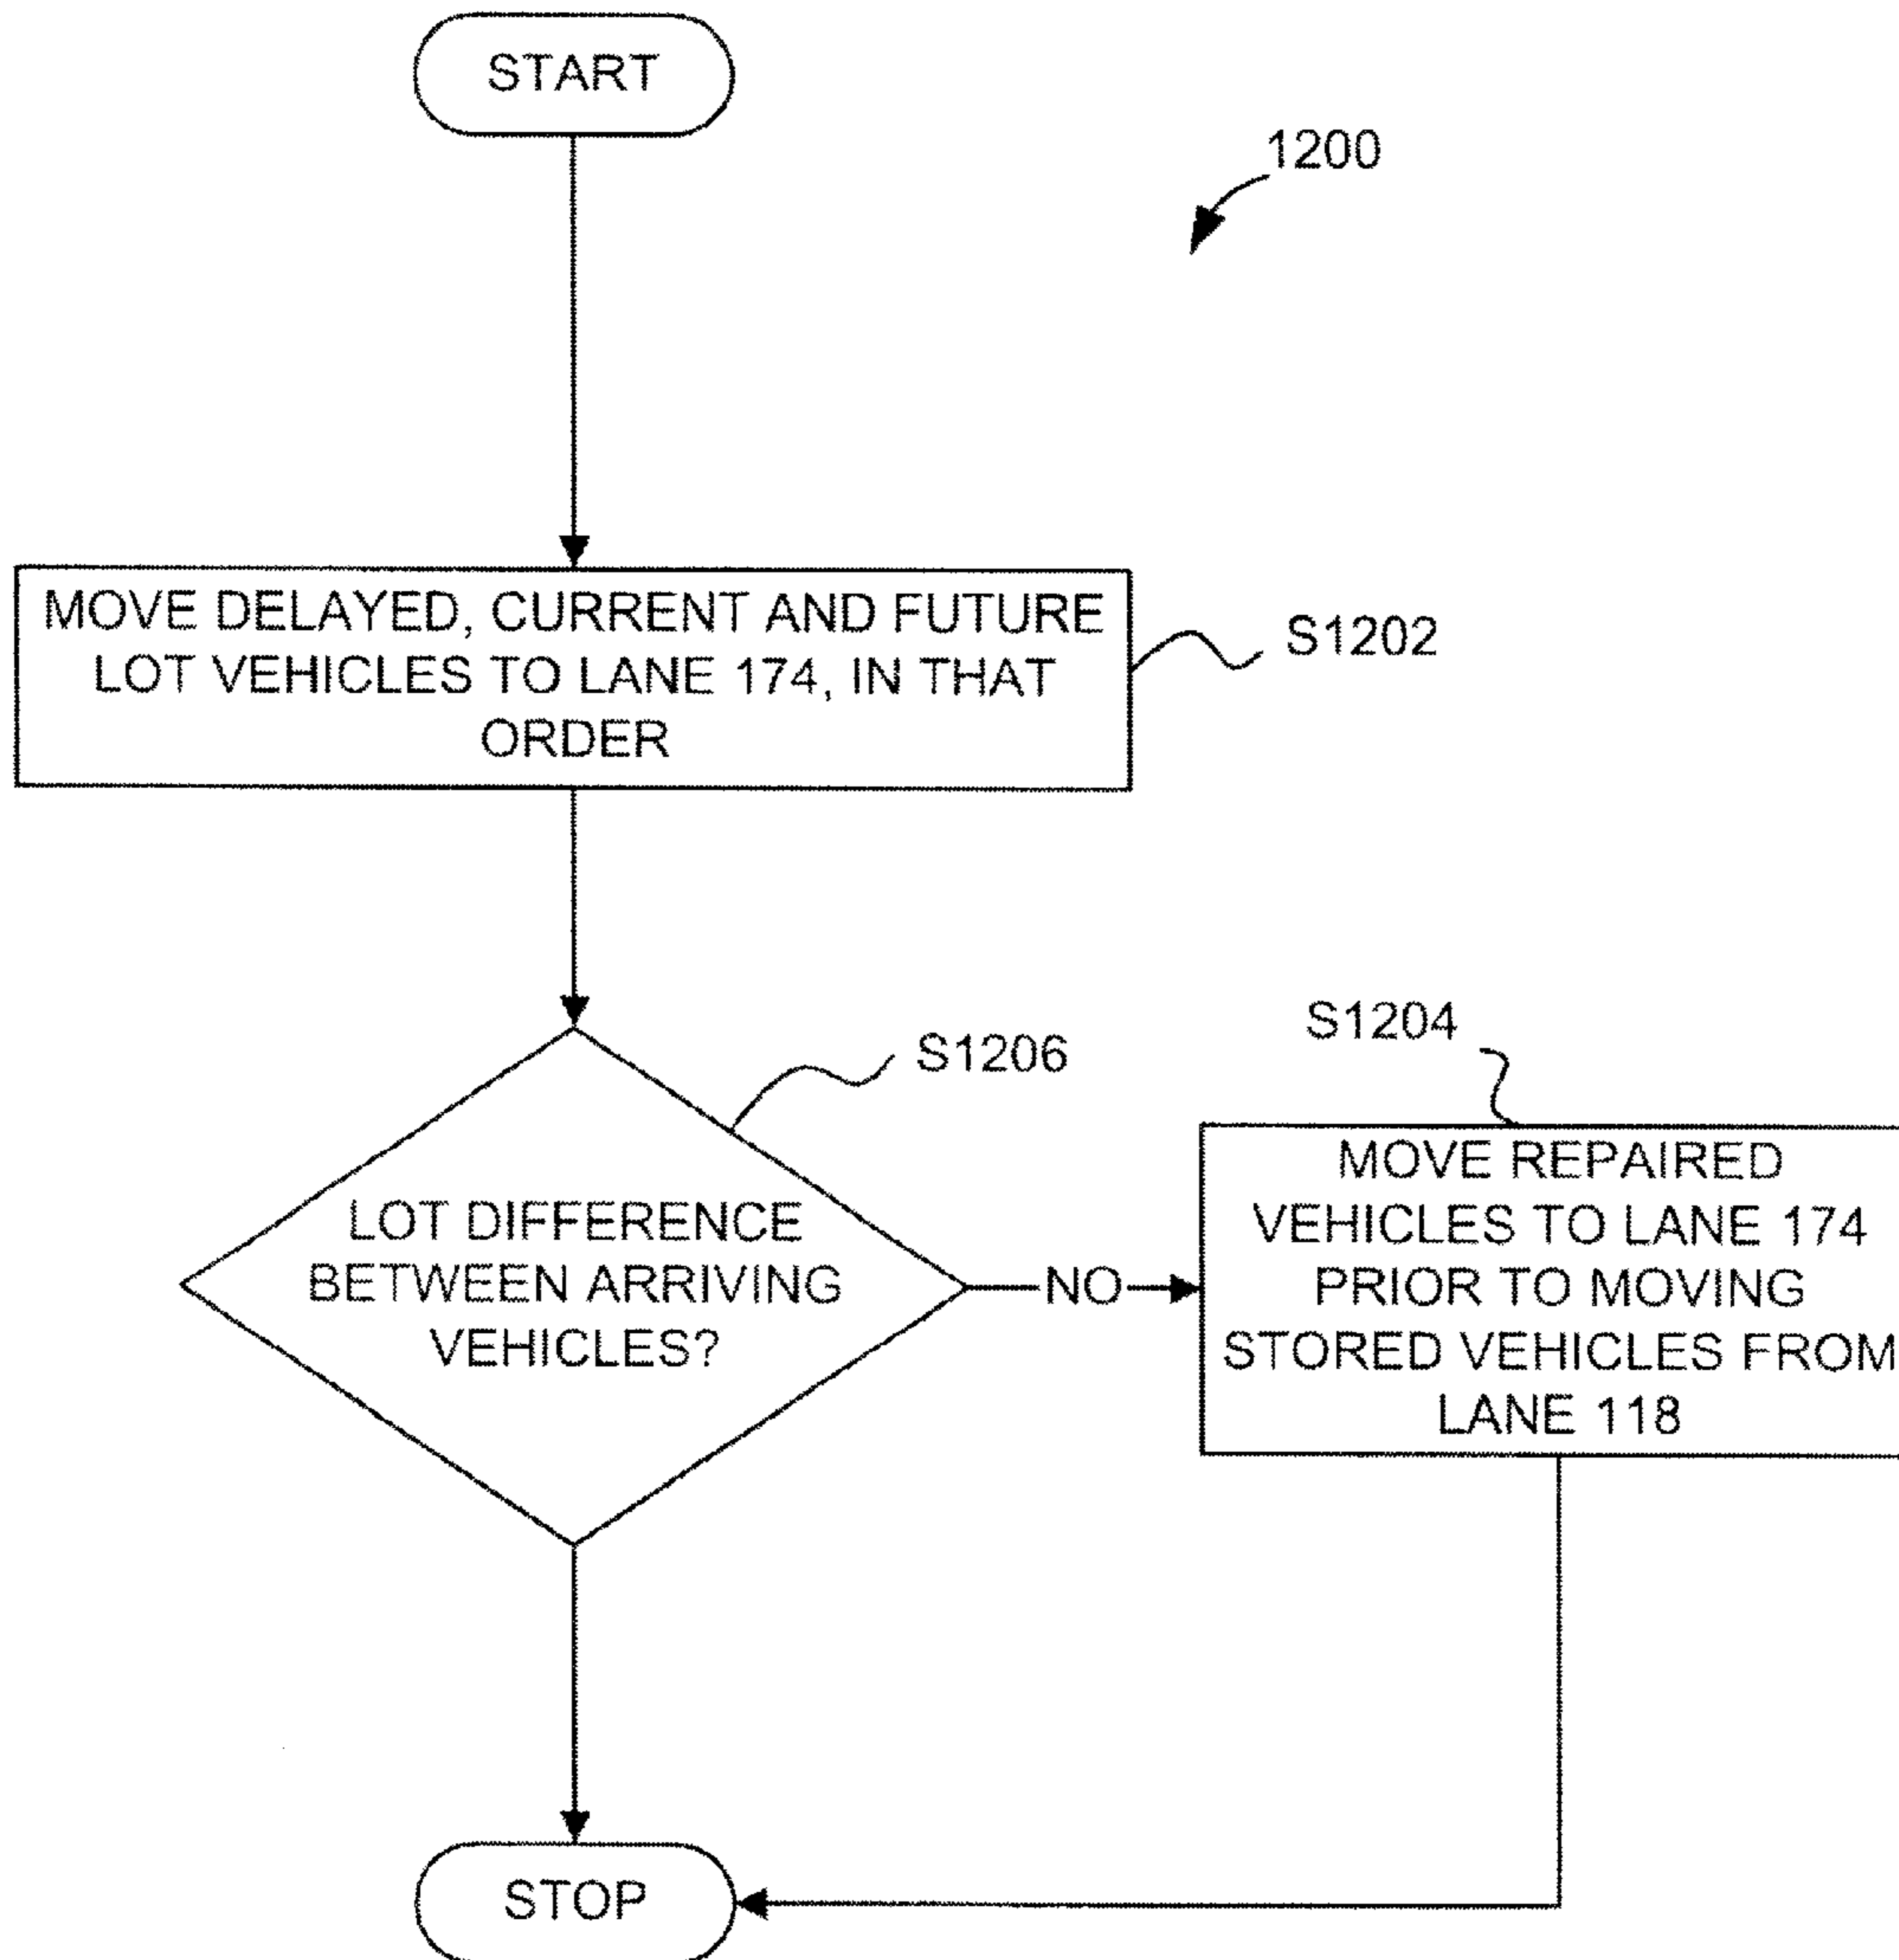 START
1200
MOVE DELAYED, CURRENT AND FUTURE
LOT VEHICLES TO LANE 174, IN THAT
ORDER
S1202
S1206
LOT DIFFERENCE
BETWEEN ARRIVING
VEHICLES?
NO
S1204
MOVE REPAIRED
VEHICLES TO LANE 174
PRIOR TO MOVING
STORED VEHICLES FROM
LANE 118
STOP